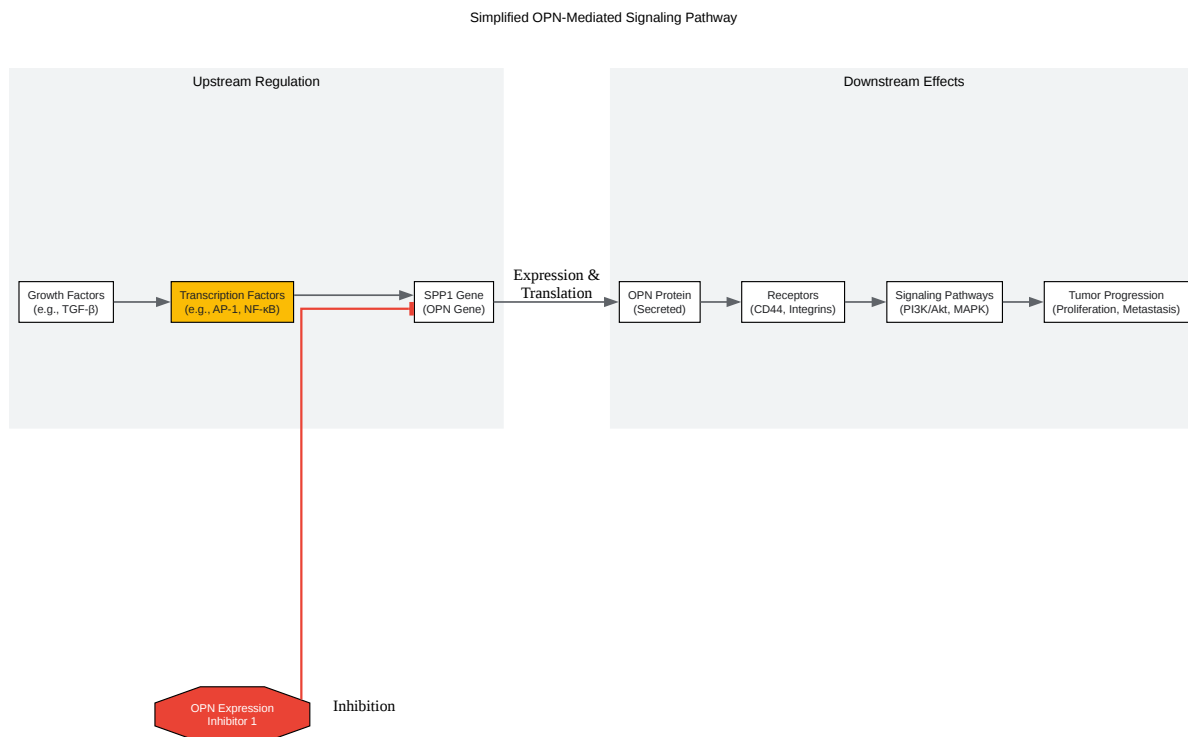 Simplified OPN-Mediated Signaling Pathway
Upstream Regulation
Downstream Effects
Growth Factors
(e.g., TGF-β)
Transcription Factors
(e.g., AP-1, NF-κB)
SPP1 Gene
(OPN Gene)
Expression &
Translation
OPN Protein
(Secreted)
Receptors
(CD44, Integrins)
Signaling Pathways
(PI3K/Akt, MAPK)
Tumor Progression
(Proliferation, Metastasis)
OPN Expression
Inhibitor 1
Inhibition